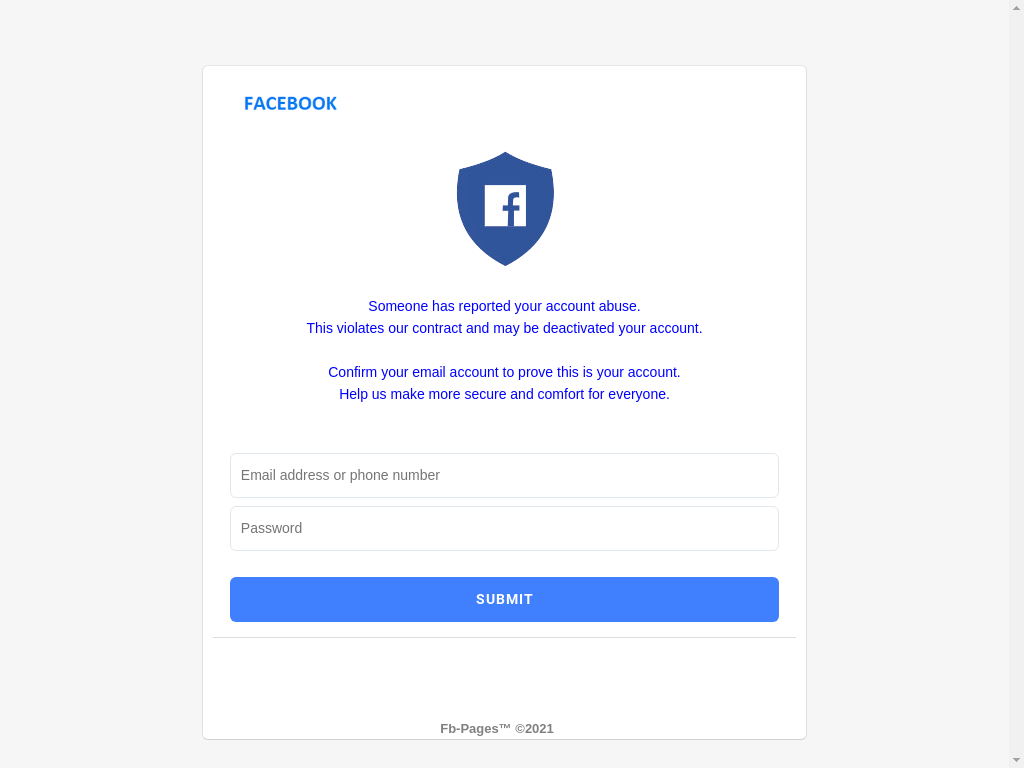 FACEBOOK
Someone has reported your account abuse.
This violates our contract and may be deactivated your account.
Confirm your email account to prove this is your account.
Help us make more secure and comfort for everyone.
Email address or phone number
Password
SUBMIT
Fb-Pages™ ©2021